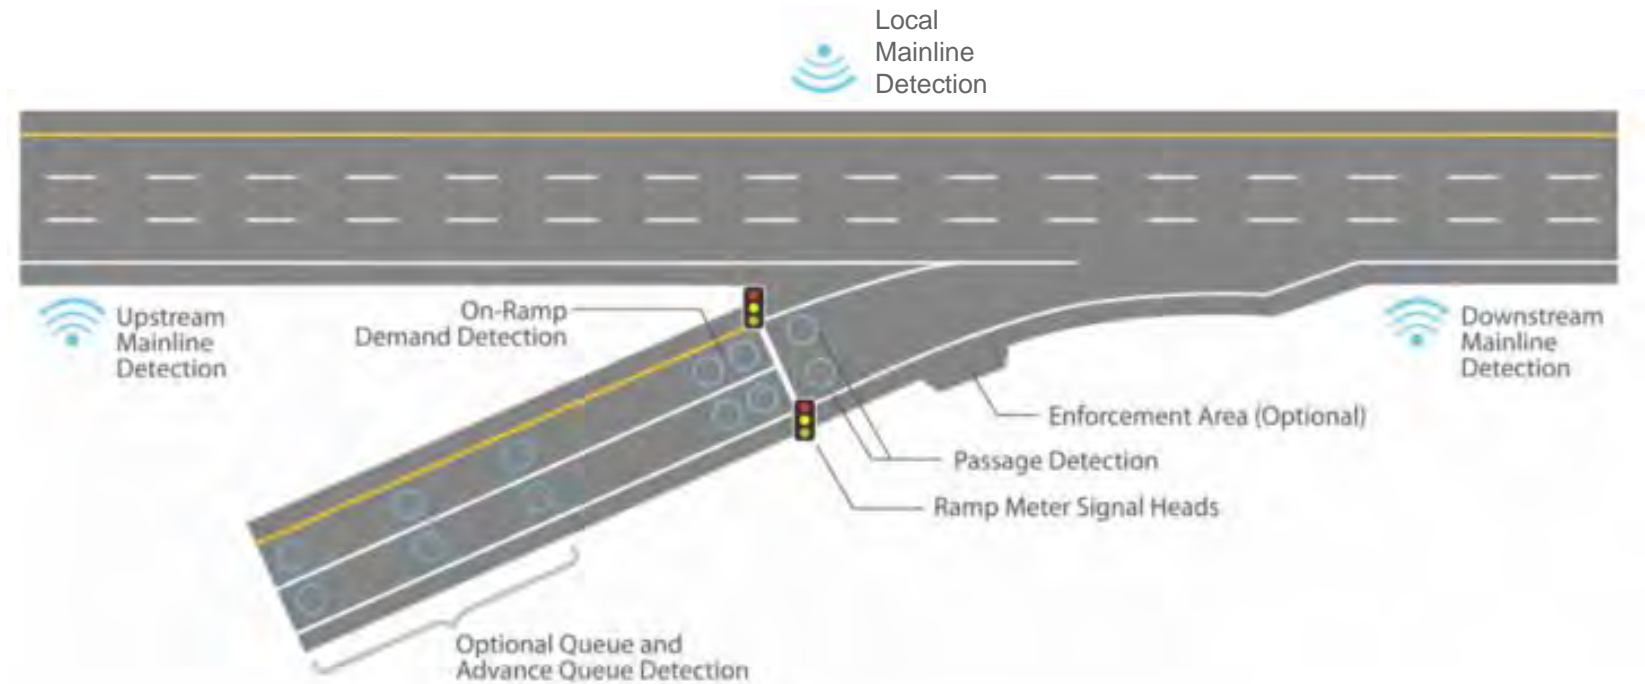 Local
Mainline
Detection
Upstream
Mainline
Detection
On-Ramp
Demand Detection
Downstream
Mainline
Detection
Enforcement Area (Optional)
Passage Detection
Ramp Meter Signal Heads
Optional Queue and
Advance Queue Detection